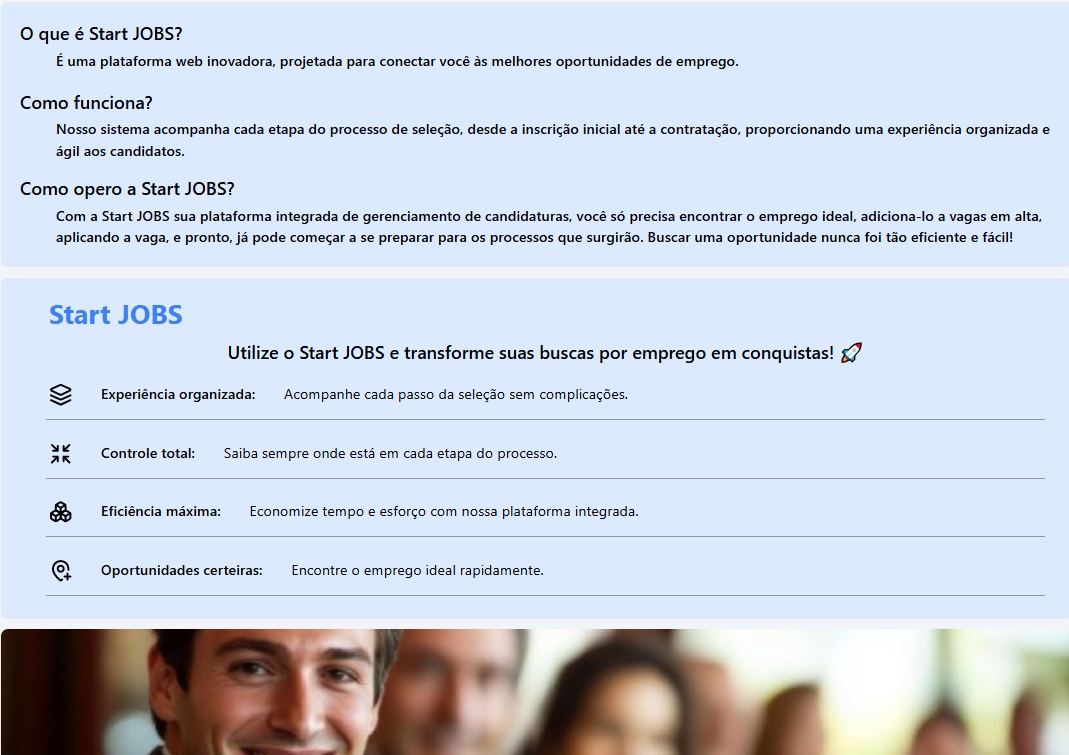 O que é Start JOBS?
É uma plataforma web inovadora, projetada para conectar você às melhores oportunidades de emprego.
Como funciona?
Nosso sistema acompanha cada etapa do processo de seleção, desde a inscrição inicial até a contratação, proporcionando uma experiência organizada e
ágil aos candidatos.
Como opero a Start JOBS?
Com a Start JOBS sua plataforma integrada de gerenciamento de candidaturas, você só precisa encontrar o emprego ideal, adiciona-lo a vagas em alta,
aplicando a vaga, e pronto, já pode começar a se preparar para os processos que surgirão. Buscar uma oportunidade nunca foi tão eficiente e fácil!
Start JOBS
Utilize o Start JOBS e transforme suas buscas por emprego em conquistas! 🚀
Experiência organizada: Acompanhe cada passo da seleção sem complicações.
Controle total: Saiba sempre onde está em cada etapa do processo.
Eficiência máxima: Economize tempo e esforço com nossa plataforma integrada.
Oportunidades certeiras: Encontre o emprego ideal rapidamente.